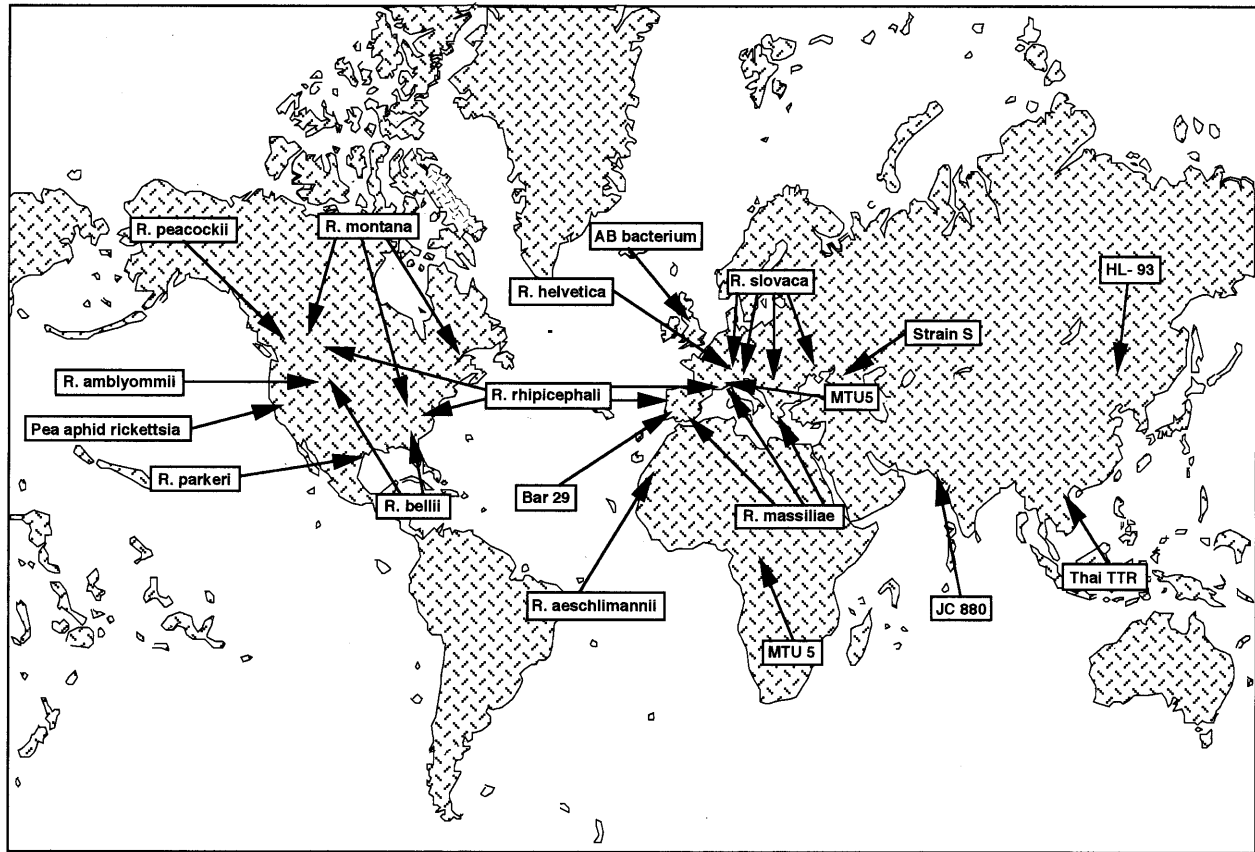 R. peacockii
R. montana
AB bacterium
R. helvetica
R. slovaca
HL- 93
Strain S
R. amblyommii
R. rhipicephali
MTU5
Pea aphid rickettsia
R. parkeri
R. bellii
Bar 29
R. massiliae
R. aeschlimannii
JC 880
Thai TTR
MTU 5